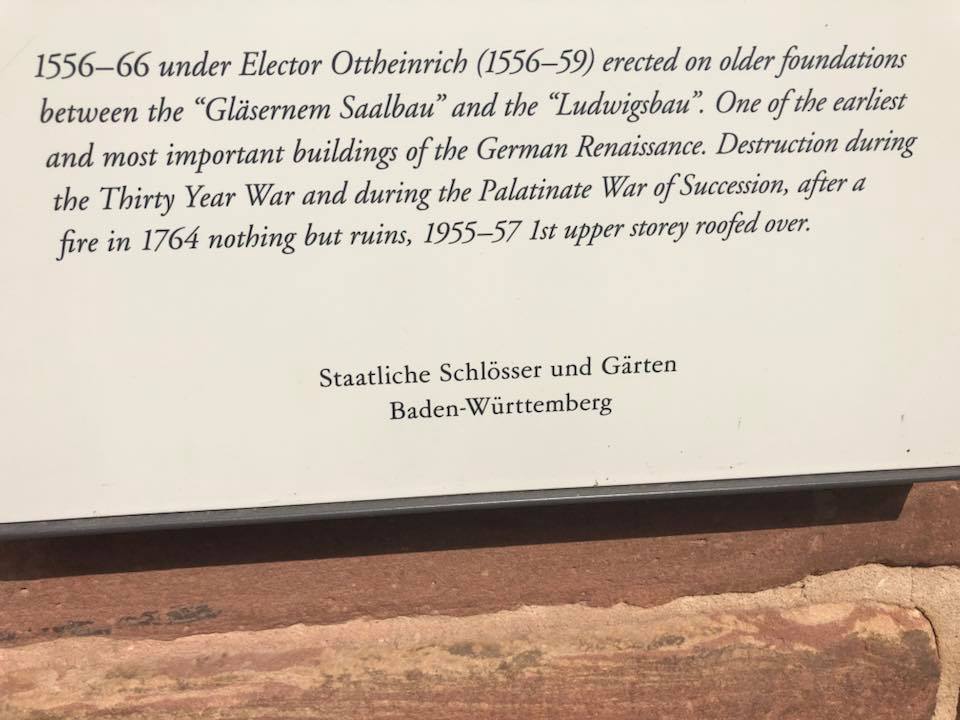 1556–66 under Elector Ottheinrich (1556–59) erected on older foundations
between the “Gläsernem Saalbau” and the “Ludwigsbau”. One of the earliest
and most important buildings of the German Renaissance. Destruction during
the Thirty Year War and during the Palatinate War of Succession, after a
fire in 1764 nothing but ruins, 1955–57 1st upper storey roofed over.
Staatliche Schlösser und Gärten
Baden-Württemberg